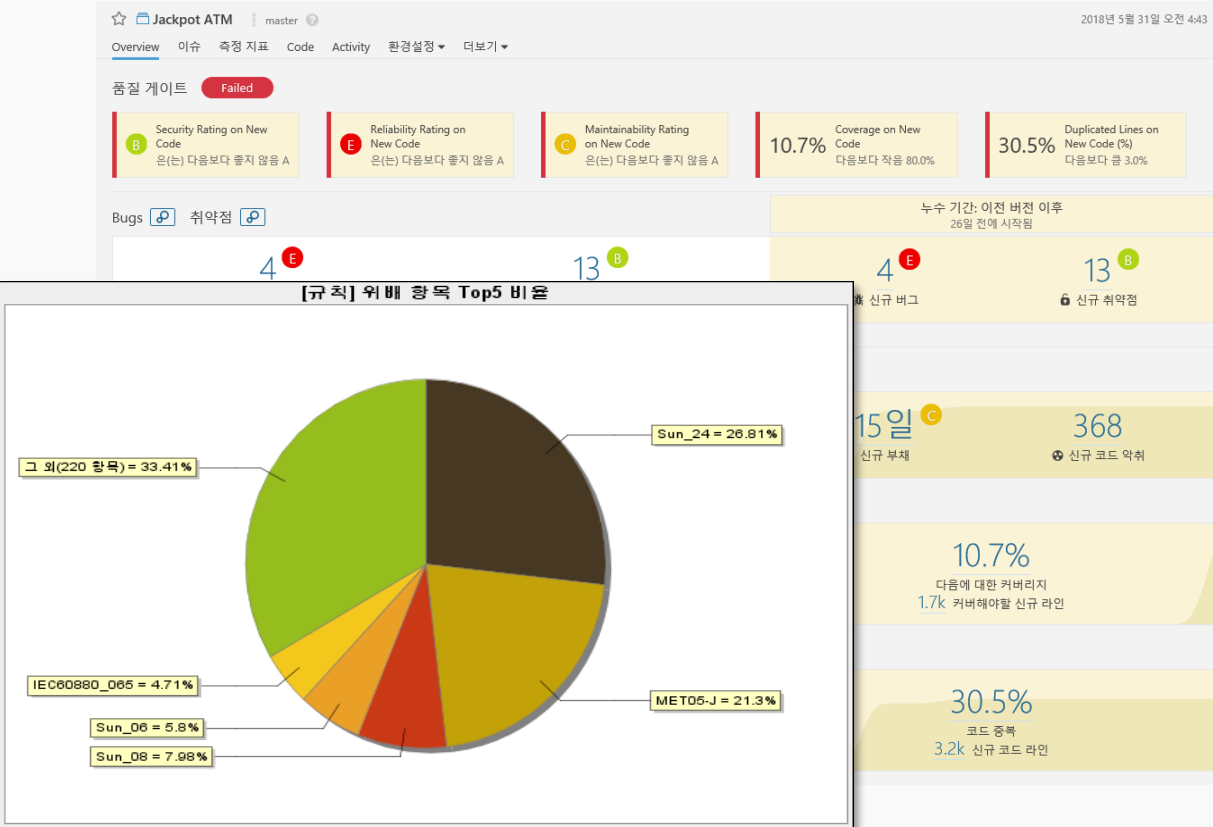 Jackpot ATM master ?
2018년 5월 31일 오전 4:43
Overview 이슈 측정 지표 Code Activity 환경설정 더보기
품질 게이트 Failed
B
Security Rating on New
Code
은(는) 다음보다 좋지 않음 A
E
Reliability Rating on
New Code
은(는) 다음보다 좋지 않음 A
C
Maintainability Rating
on New Code
은(는) 다음보다 좋지 않음 A
10.7%
Coverage on New
Code
다음보다 작음 80.0%
30.5%
Duplicated Lines on
New Code (%)
다음보다 큼 3.0%
Bugs 취약점
누수 기간: 이전 버전 이후
26일 전에 시작됨
4 E
13 B
4 E
신규 버그
13 B
신규 취약점
15일 C
신규 부채
368
신규 코드 악취
10.7%
다음에 대한 커버리지
1.7k 커버해야할 신규 라인
30.5%
코드 중복
3.2k 신규 코드 라인
[규칙] 위배 항목 Top5 비율
Sun_24 = 26.81%
그 외(220 항목) = 33.41%
IEC60880_065 = 4.71%
MET05-J = 21.3%
Sun_06 = 5.8%
Sun_08 = 7.98%